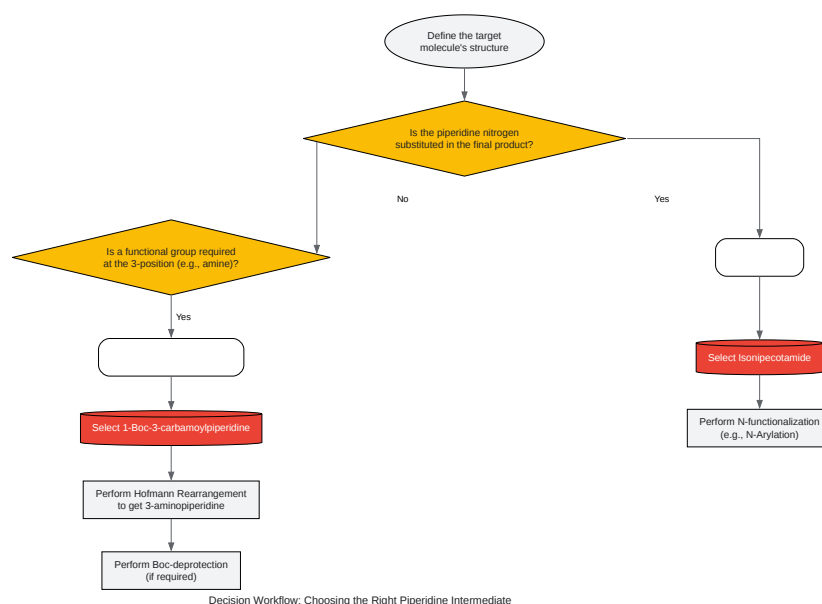 Define the target
molecule's structure
Is the piperidine nitrogen
substituted in the final product?
No
Yes
Is a functional group required
at the 3-position (e.g., amine)?
Yes
Select Isonipecotamide
Select 1-Boc-3-carbamoylpiperidine
Perform N-functionalization
(e.g., N-Arylation)
Perform Hofmann Rearrangement
to get 3-aminopiperidine
Perform Boc-deprotection
(if required)
Decision Workflow: Choosing the Right Piperidine Intermediate